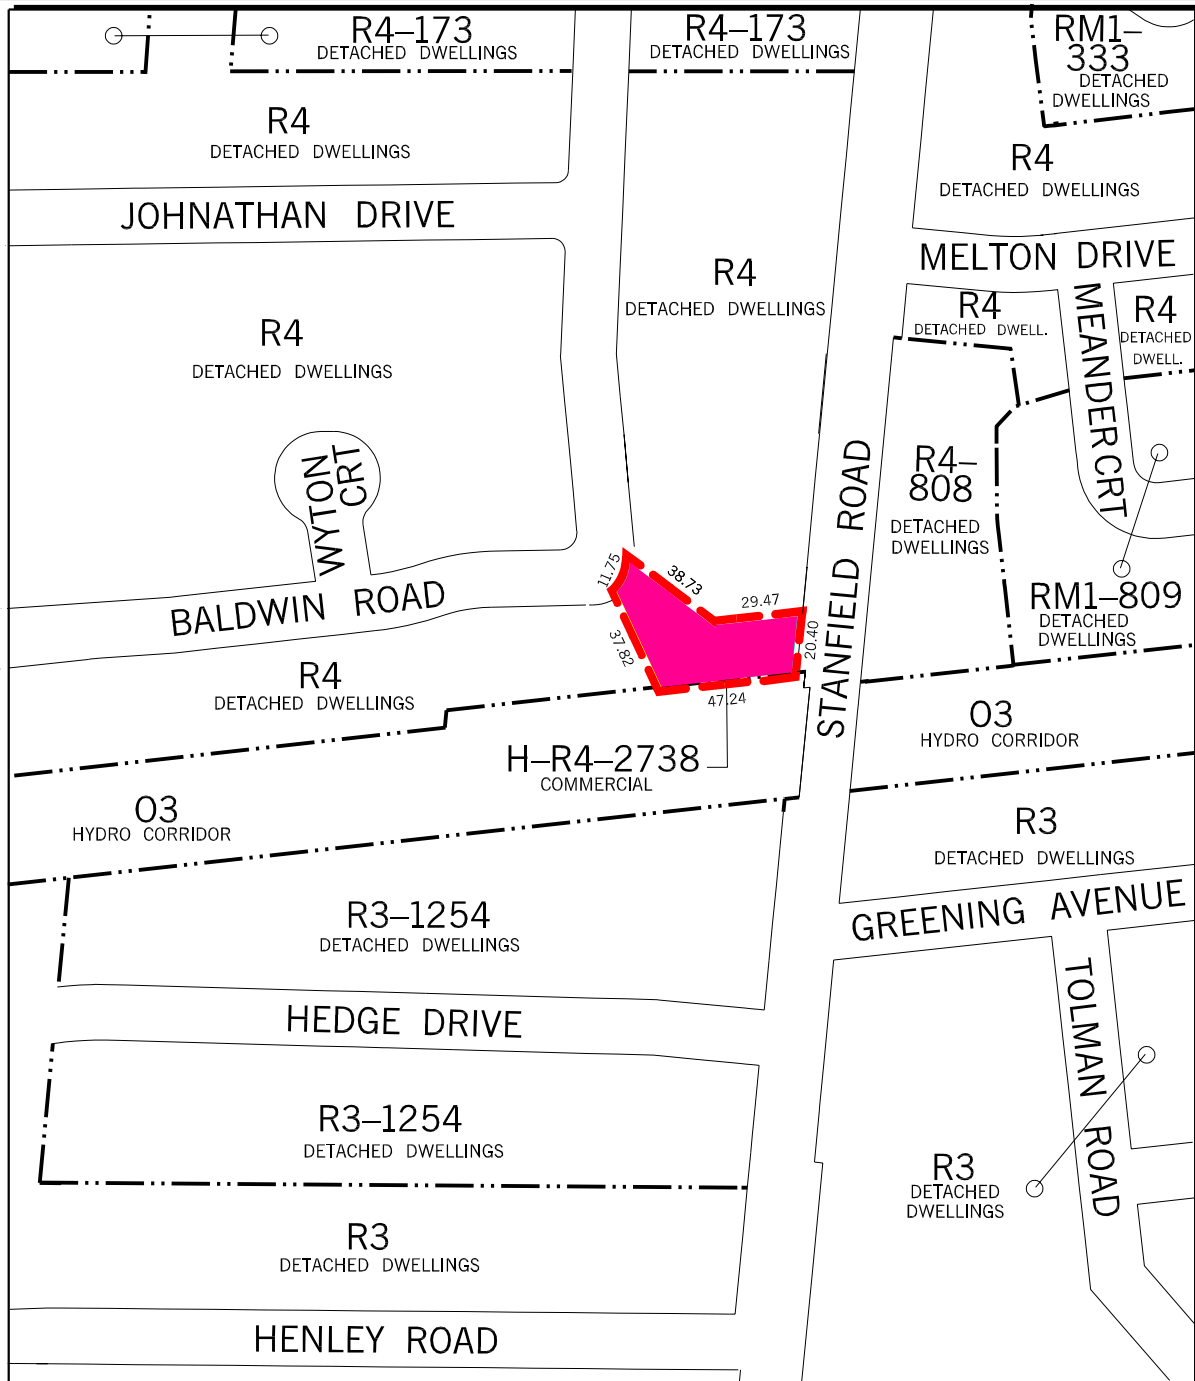 R4–173
DETACHED DWELLINGS
R4–173
DETACHED DWELLINGS
RM1–
333
DETACHED
DWELLINGS
R4
DETACHED DWELLINGS
R4
DETACHED DWELLINGS
JOHNATHAN DRIVE
MELTON DRIVE
R4
DETACHED DWELLINGS
R4
DETACHED DWELL.
MEANDER CRT
R4
DETACHED
DWELL.
R4
DETACHED DWELLINGS
WYTON
CRT
STANFIELD ROAD
R4–
808
DETACHED
DWELLINGS
11.75
38.73
29.47
20.40
37.82
47.24
BALDWIN ROAD
RM1–809
DETACHED
DWELLINGS
R4
DETACHED DWELLINGS
O3
HYDRO CORRIDOR
H–R4–2738
COMMERCIAL
O3
HYDRO CORRIDOR
R3
DETACHED DWELLINGS
R3–1254
DETACHED DWELLINGS
GREENING AVENUE
HEDGE DRIVE
TOLMAN ROAD
R3–1254
DETACHED DWELLINGS
R3
DETACHED
DWELLINGS
R3
DETACHED DWELLINGS
HENLEY ROAD